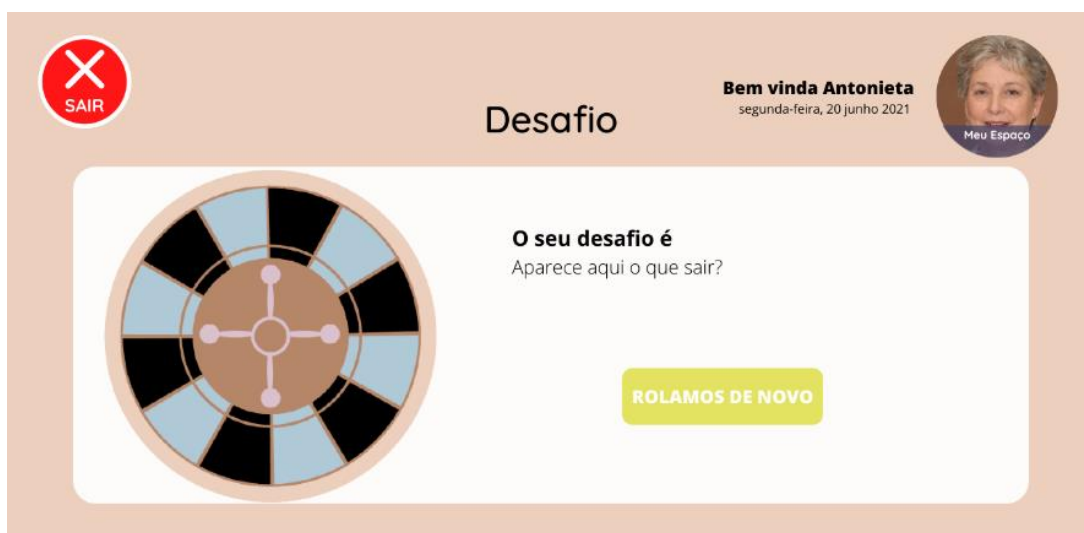 SAIR
Desafio
Bem vinda Antonieta
segunda-feira, 20 junho 2021
Meu Espaço
O seu desafio é
Aparece aqui o que sair?
ROLAMOS DE NOVO